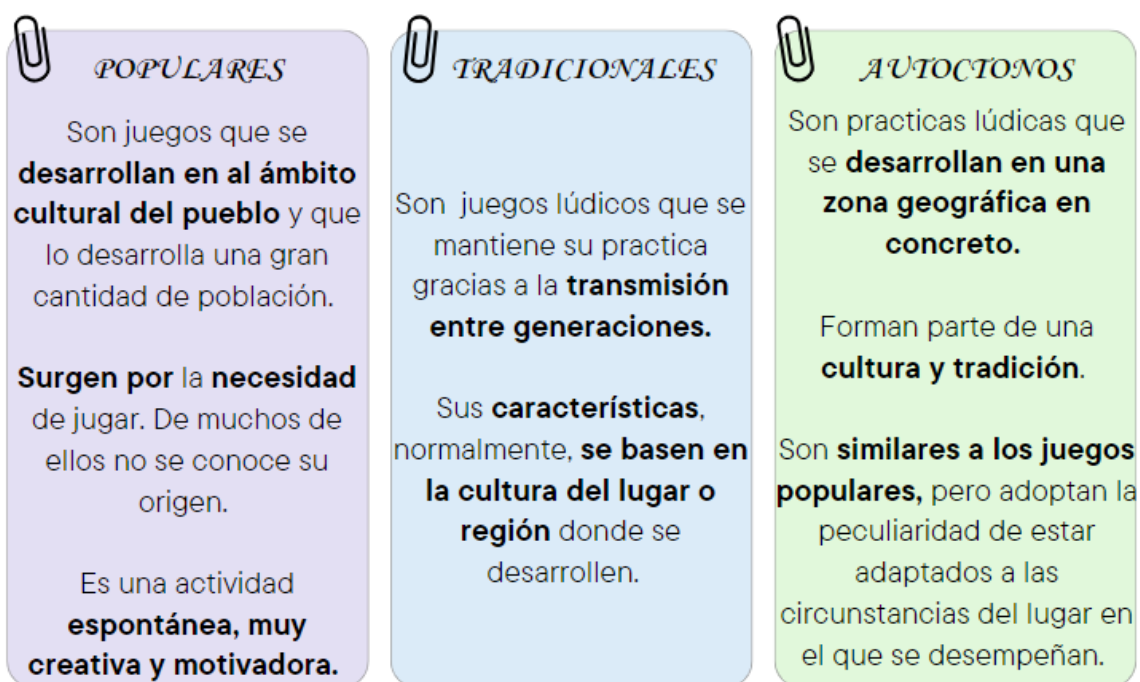 POPULARES
Son juegos que se
desarrollan en al ámbito
cultural del pueblo y que
lo desarrolla una gran
cantidad de población.
Surgen por la necesidad
de jugar. De muchos de
ellos no se conoce su
origen.
Es una actividad
espontánea, muy
creativa y motivadora.
TRADICIONALES
Son juegos lúdicos que se
mantiene su practica
gracias a la transmisión
entre generaciones.
Sus características,
normalmente, se basen en
la cultura del lugar o
región donde se
desarrollen.
AUTOCTONOS
Son practicas lúdicas que
se desarrollan en una
zona geográfica en
concreto.
Forman parte de una
cultura y tradición.
Son similares a los juegos
populares, pero adoptan la
peculiaridad de estar
adaptados a las
circunstancias del lugar en
el que se desempeñan.